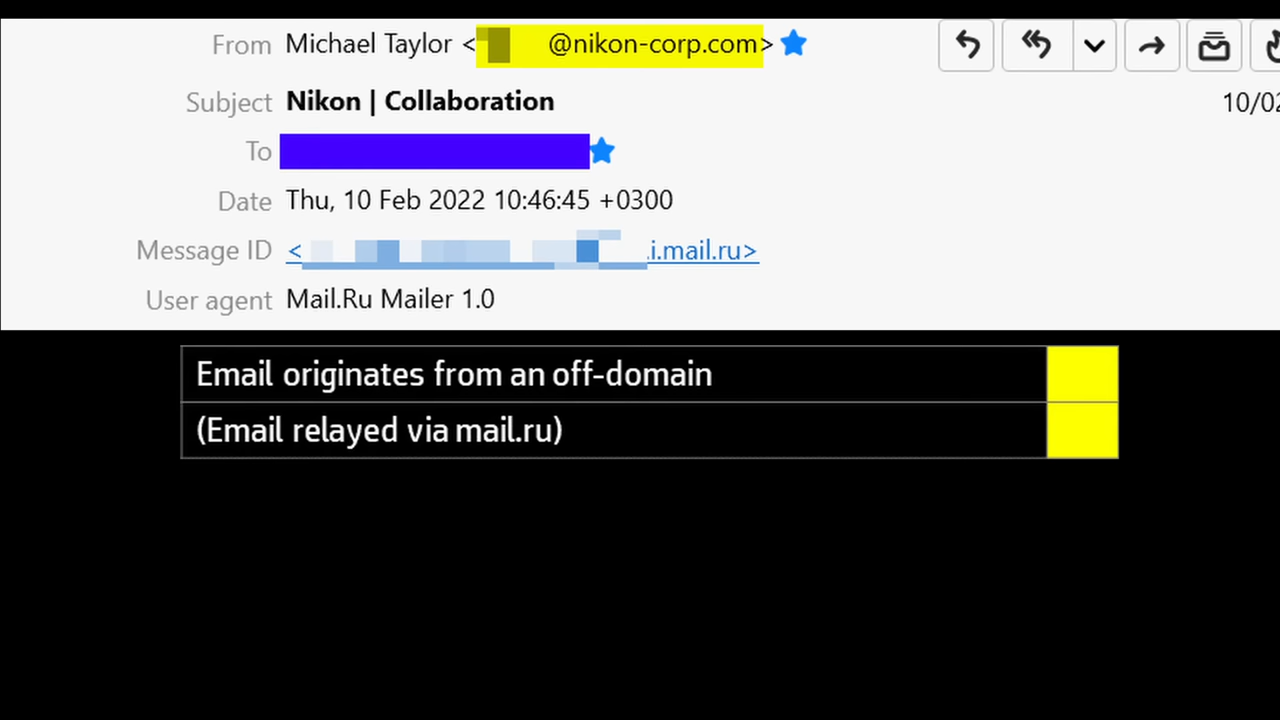 From Michael Taylor < @nikon-corp.com>
Subject Nikon | Collaboration
10/02
To
Date Thu, 10 Feb 2022 10:46:45 +0300
Message ID < .i.mail.ru>
User agent Mail.Ru Mailer 1.0
Email originates from an off-domain
(Email relayed via mail.ru)